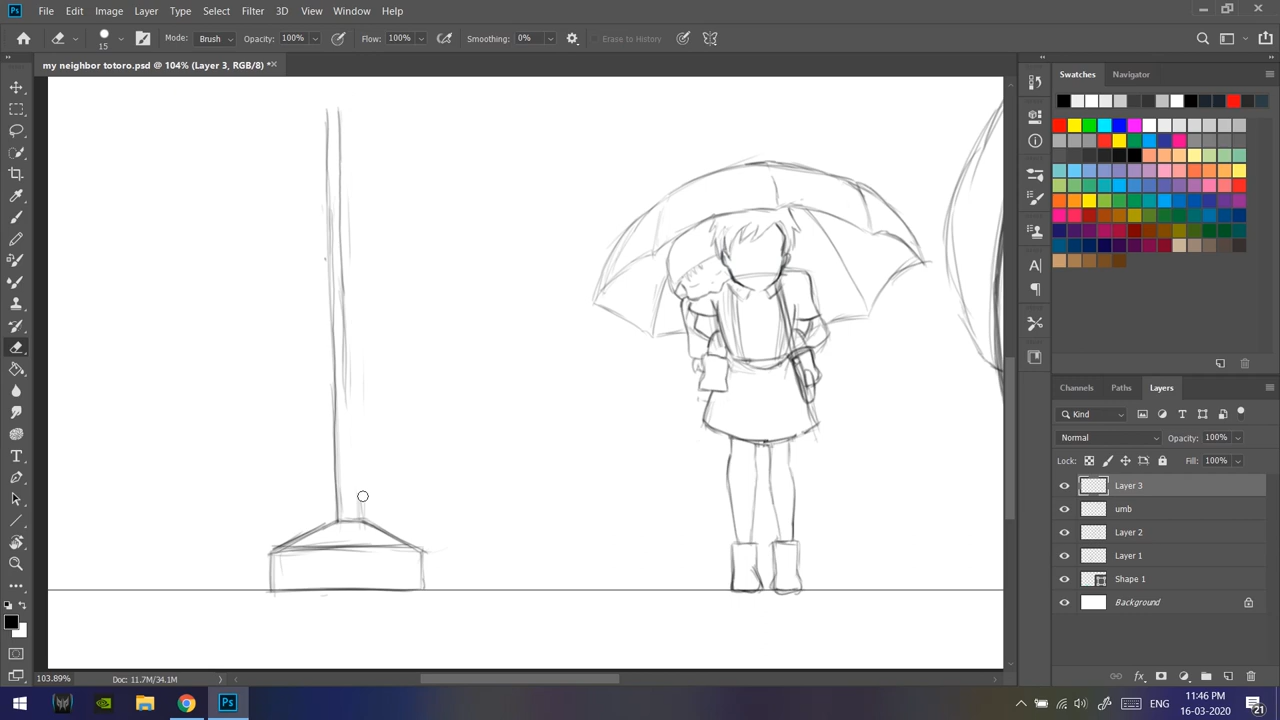 Ps File Edit Image Layer Type Select Filter 3D View Window Help
15 Mode: Brush Opacity: 100% Flow: 100% Smoothing: 0% Erase to History
my neighbor totoro.psd @ 104% (Layer 3, RGB/8) *
Swatches Navigator
Channels Paths Layers
Kind
Normal Opacity: 100%
Lock: Fill: 100%
Layer 3
umb
Layer 2
Layer 1
Shape 1
Background
103.89% Doc: 11.7M/34.1M
Ps ENG 11:46 PM
16-03-2020 21